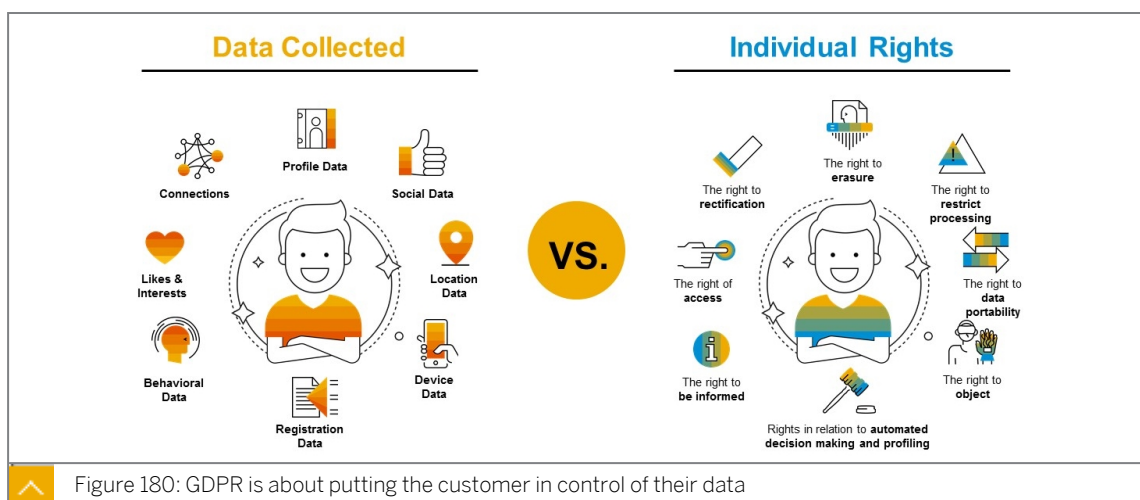 Data Collected
Connections
Profile Data
Social Data
Likes &
Interests
Location
Data
Behavioral
Data
Registration
Data
Device
Data
VS.
Individual Rights
The right to
rectification
The right to
erasure
The right to
restrict
processing
The right of
access
The right to
data
portability
The right to
be informed
Rights in relation to automated
decision making and profiling
The right to
object
Figure 180: GDPR is about putting the customer in control of their data